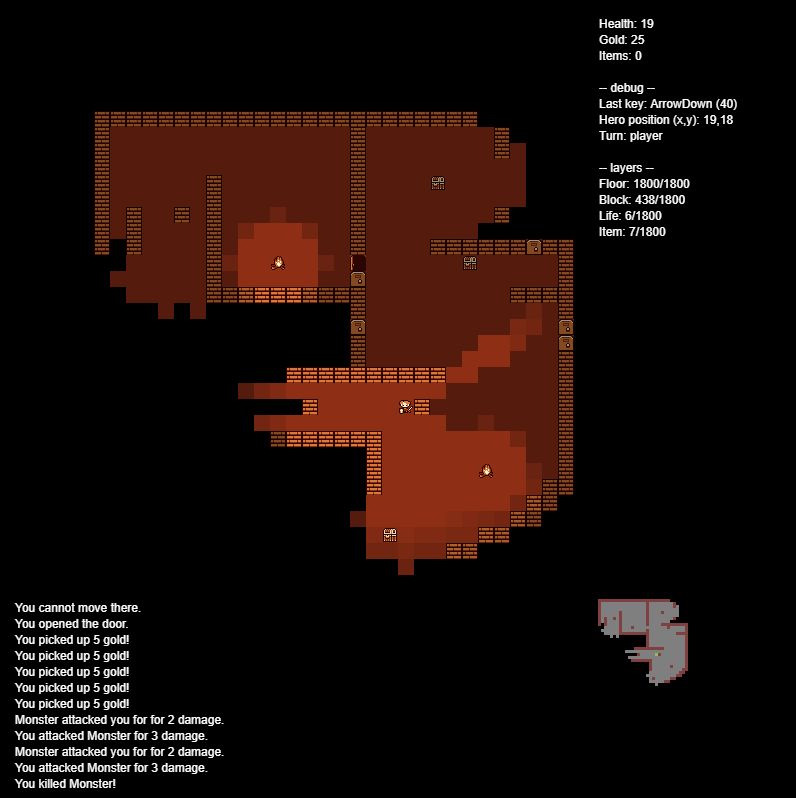 Health: 19
Gold: 25
Items: 0
-- debug --
Last key: ArrowDown (40)
Hero position (x,y): 19,18
Turn: player
-- layers --
Floor: 1800/1800
Block: 438/1800
Life: 6/1800
Item: 7/1800
You cannot move there.
You opened the door.
You picked up 5 gold!
You picked up 5 gold!
You picked up 5 gold!
You picked up 5 gold!
You picked up 5 gold!
Monster attacked you for for 2 damage.
You attacked Monster for 3 damage.
Monster attacked you for for 2 damage.
You attacked Monster for 3 damage.
You killed Monster!